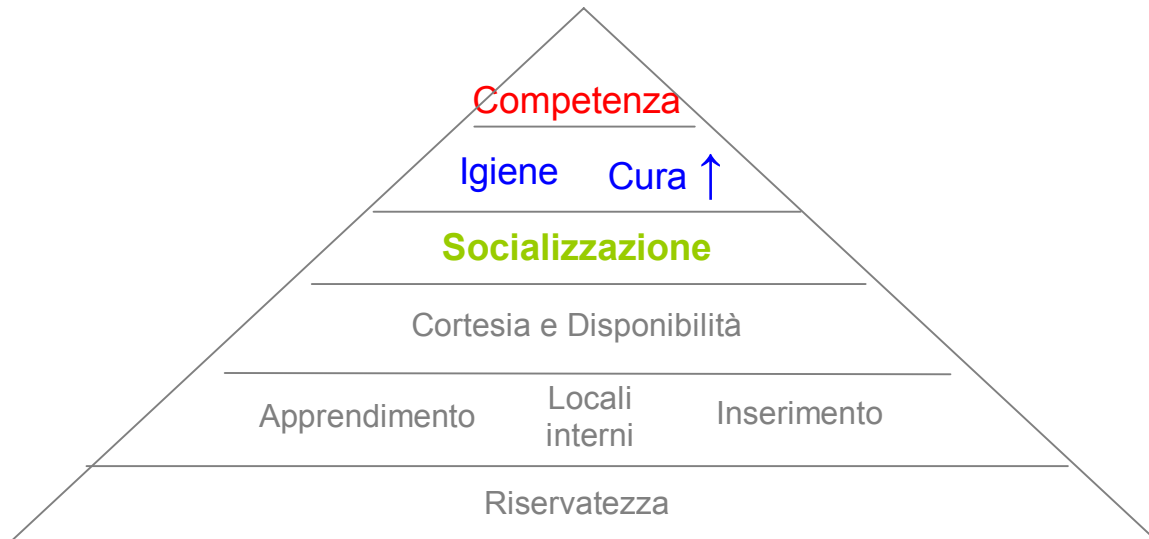 Competenza
Igiene Cura ↑
Socializzazione
Cortesia e Disponibilità
Apprendimento Locali interni Inserimento
Riservatezza